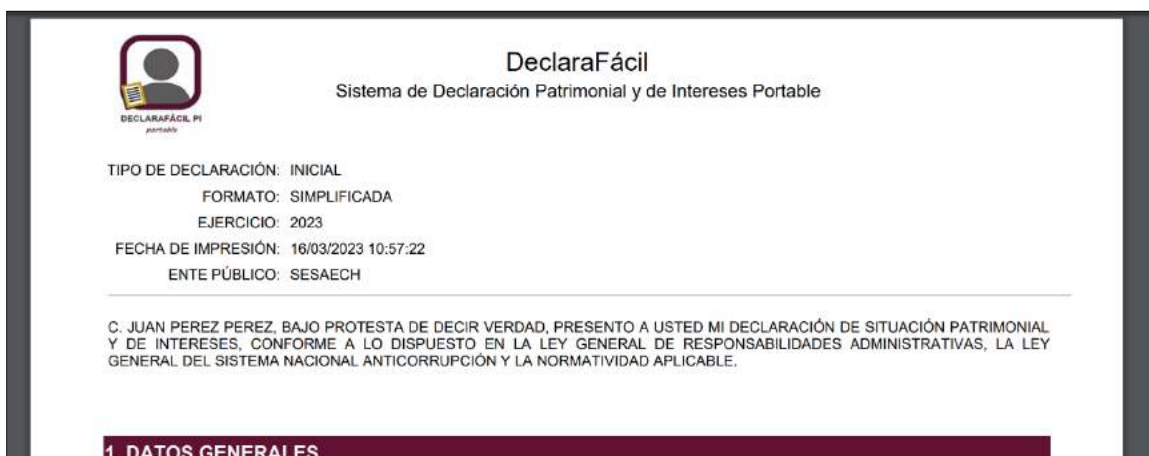 DeclaraFácil
Sistema de Declaración Patrimonial y de Intereses Portable
DECLARAFÁCIL PI
portable
TIPO DE DECLARACIÓN: INICIAL
FORMATO: SIMPLIFICADA
EJERCICIO: 2023
FECHA DE IMPRESIÓN: 16/03/2023 10:57:22
ENTE PÚBLICO: SESAECH
C. JUAN PEREZ PEREZ, BAJO PROTESTA DE DECIR VERDAD, PRESENTO A USTED MI DECLARACIÓN DE SITUACIÓN PATRIMONIAL
Y DE INTERESES, CONFORME A LO DISPUESTO EN LA LEY GENERAL DE RESPONSABILIDADES ADMINISTRATIVAS, LA LEY
GENERAL DEL SISTEMA NACIONAL ANTICORRUPCIÓN Y LA NORMATIVIDAD APLICABLE.
1. DATOS GENERALES